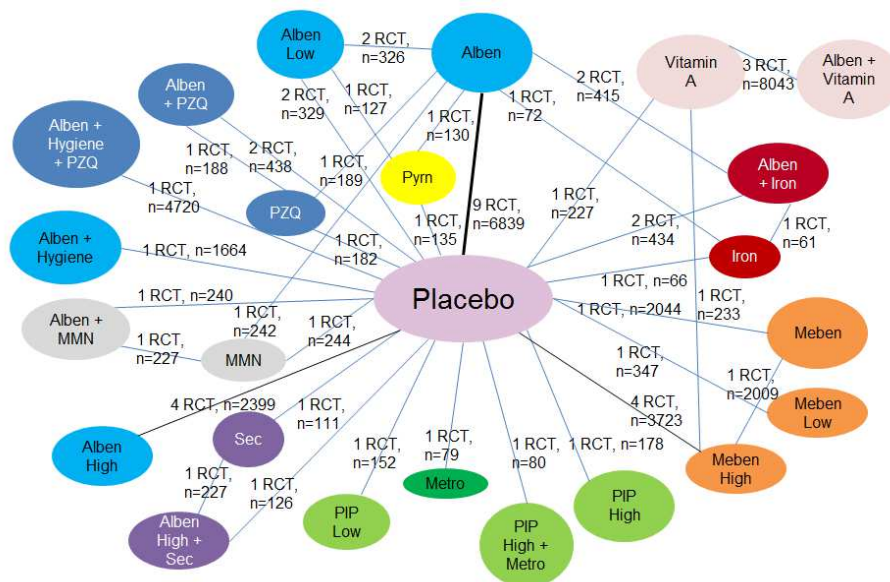 Alben
Low
2 RCT,
n=326
Alben
Vitamin
A
3 RCT,
n=8043
Alben +
Vitamin
A
Alben
+ PZQ
2 RCT,
n=329
1 RCT,
n=127
1 RCT,
n=130
1 RCT,
n=72
2 RCT,
n=415
Alben +
Hygiene
+ PZQ
1 RCT,
n=188
2 RCT,
n=438
1 RCT,
n=189
Pyrn
Alben
+ Iron
1 RCT,
n=4720
PZQ
1 RCT,
n=135
9 RCT,
n=6839
1 RCT,
n=227
2 RCT,
n=434
1 RCT,
n=61
Alben +
Hygiene
1 RCT, n=1664
1 RCT,
n=182
Iron
1 RCT, n=66
Placebo
1 RCT, n=240
1 RCT, n=2044
1 RCT,
n=233
Alben +
MMN
1 RCT,
n=227
MMN
1 RCT,
n=242
1 RCT,
n=244
Meben
1 RCT,
n=347
1 RCT,
n=2009
Meben
Low
4 RCT, n=2399
4 RCT,
n=3723
Alben
High
Sec
1 RCT,
n=111
1 RCT,
n=152
1 RCT,
n=79
1 RCT,
n=80
1 RCT, n=178
Meben
High
1 RCT,
n=227
1 RCT,
n=126
Metro
Alben
High +
Sec
PIP
Low
PIP
High +
Metro
PIP
High